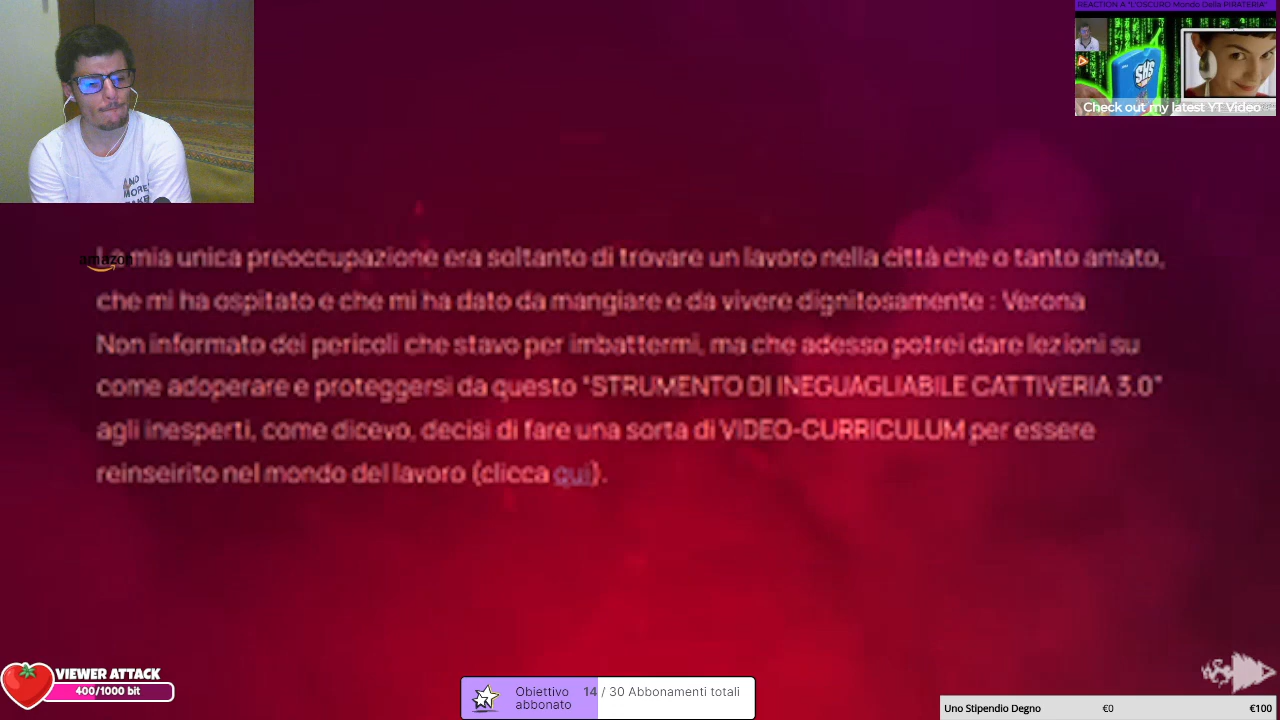 REACTION A "L'OSCURO Mondo Della PIRATERIA"
SHS
Check out my latest YT Video
NO
MORE
amazon
La mia unica preoccupazione era soltanto di trovare un lavoro nella città che o tanto amato,
che mi ha ospitato e che mi ha dato da mangiare e da vivere dignitosamente : Verona
Non informato dei pericoli che stavo per imbattermi, ma che adesso potrei dare lezioni su
come adoperare e proteggersi da questo "STRUMENTO DI INEGUAGLIABILE CATTIVERIA 3.0"
agli inesperti, come dicevo, decisi di fare una sorta di VIDEO-CURRICULUM per essere
reinseirito nel mondo del lavoro (clicca qui).
VIEWER ATTACK
400/1000 bit
Obiettivo abbonato
14 / 30 Abbonamenti totali
Uno Stipendio Degno €0 €100